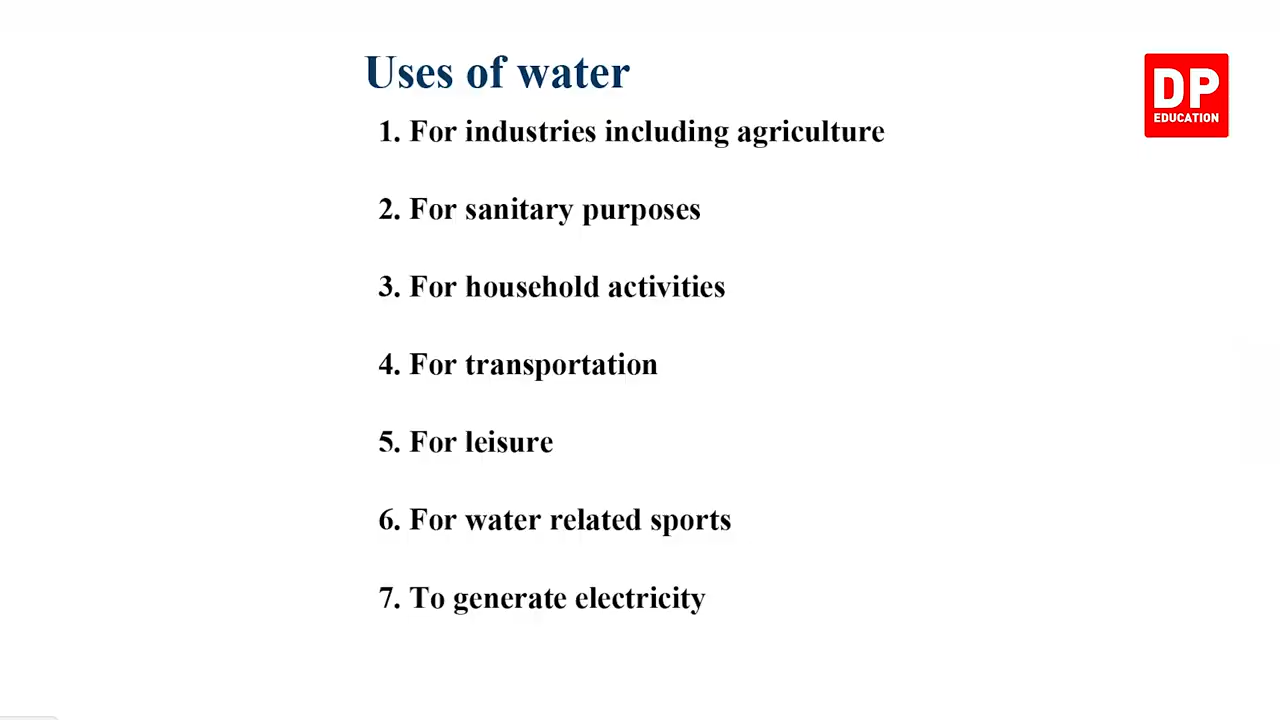 Uses of water
DP
EDUCATION
1. For industries including agriculture
2. For sanitary purposes
3. For household activities
4. For transportation
5. For leisure
6. For water related sports
7. To generate electricity